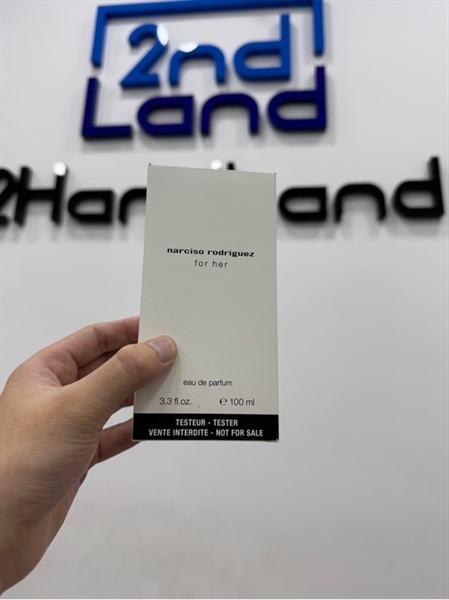 2nd
Land
narciso rodriguez
for her
eau de parfum
3.3 fl.oz. ℮ 100 ml
TESTEUR - TESTER
VENTE INTERDITE - NOT FOR SALE